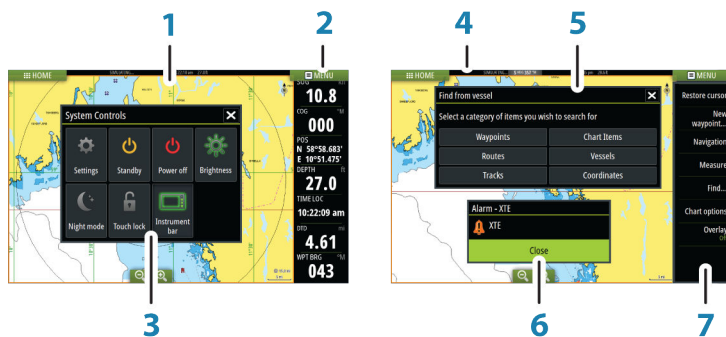 1
2
4
5
HOME
SIMULATING...
MENU
SOG
10.8
COG °M
000
POS
N 58°58.683'
E 10°51.475'
DEPTH ft
27.0
TIME LOC
10:22:09 am
DTD mi
4.61
WPT BRG °M
043
System Controls
Settings
Standby
Power off
Brightness
Night mode
Touch lock
Instrument bar
3
HOME
MENU
Find from vessel
Select a category of items you wish to search for
Waypoints
Chart Items
Routes
Vessels
Tracks
Coordinates
Alarm - XTE
XTE
Close
Restore cursor
New
waypoint...
Navigation
Measure
Find...
Chart options
Overlay
6
7